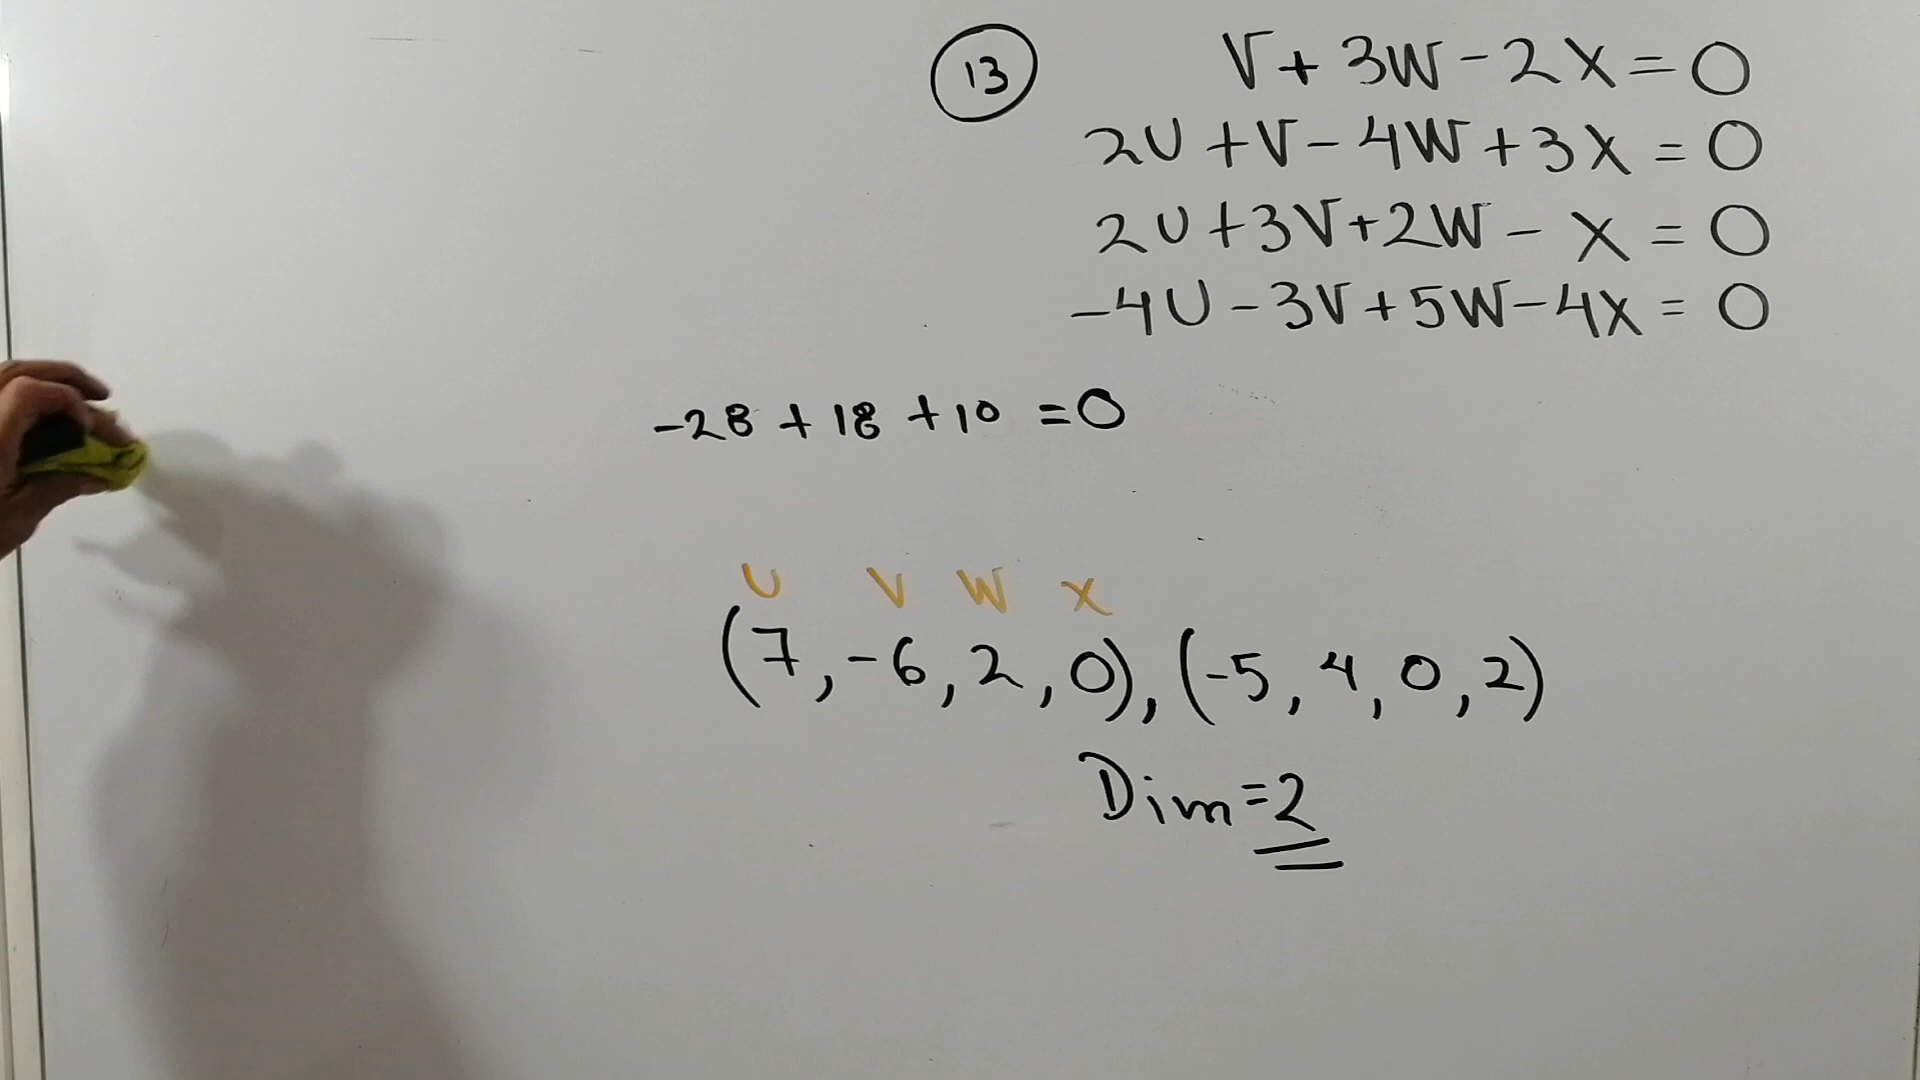 13 V + 3W - 2X = 0
2U + V - 4W + 3X = 0
2U + 3V + 2W - X = 0
-4U - 3V + 5W - 4X = 0
-28 + 18 + 10 = 0
U V W X
(7, -6, 2, 0), (-5, 4, 0, 2)
Dim = 2